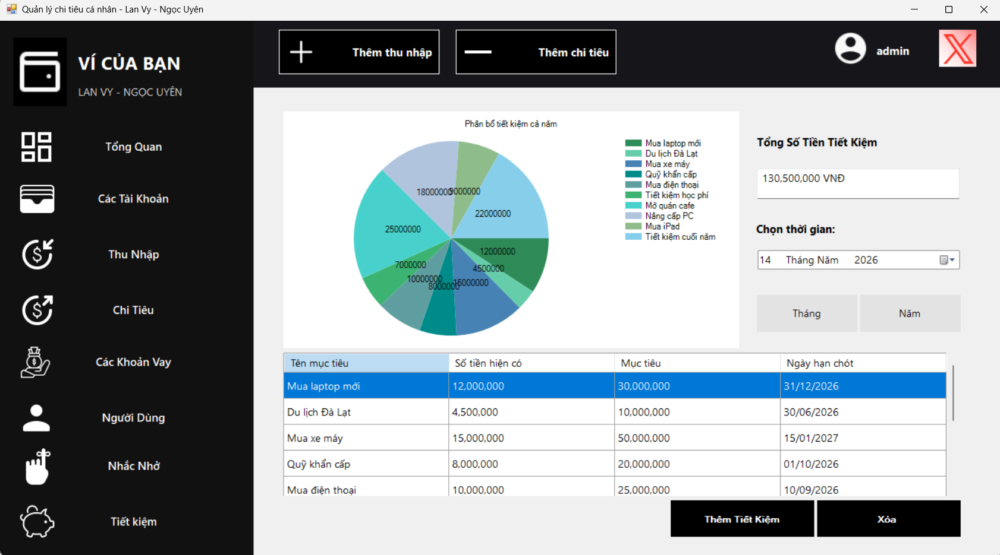 Quản lý chi tiêu cá nhân - Lan Vy - Ngọc Uyên
VÍ CỦA BẠN
LAN VY - NGỌC UYÊN
Tổng Quan
Các Tài Khoản
Thu Nhập
Chi Tiêu
Các Khoản Vay
Người Dùng
Nhắc Nhở
Tiết kiệm
Thêm thu nhập
Thêm chi tiêu
admin
Phân bổ tiết kiệm cả năm
18000000
9000000
22000000
25000000
12000000
7000000
4500000
10000000
15000000
8000000
Mua laptop mới
Du lịch Đà Lạt
Mua xe máy
Quỹ khẩn cấp
Mua điện thoại
Tiết kiệm học phí
Mở quán cafe
Nâng cấp PC
Mua iPad
Tiết kiệm cuối năm
Tổng Số Tiền Tiết Kiệm
130,500,000 VNĐ
Chọn thời gian:
14 Tháng Năm 2026
Tháng Năm
Tên mục tiêu Số tiền hiện có Mục tiêu Ngày hạn chót
Mua laptop mới 12,000,000 30,000,000 31/12/2026
Du lịch Đà Lạt 4,500,000 10,000,000 30/06/2026
Mua xe máy 15,000,000 50,000,000 15/01/2027
Quỹ khẩn cấp 8,000,000 20,000,000 01/10/2026
Mua điện thoại 10,000,000 25,000,000 10/09/2026
Thêm Tiết Kiệm Xóa